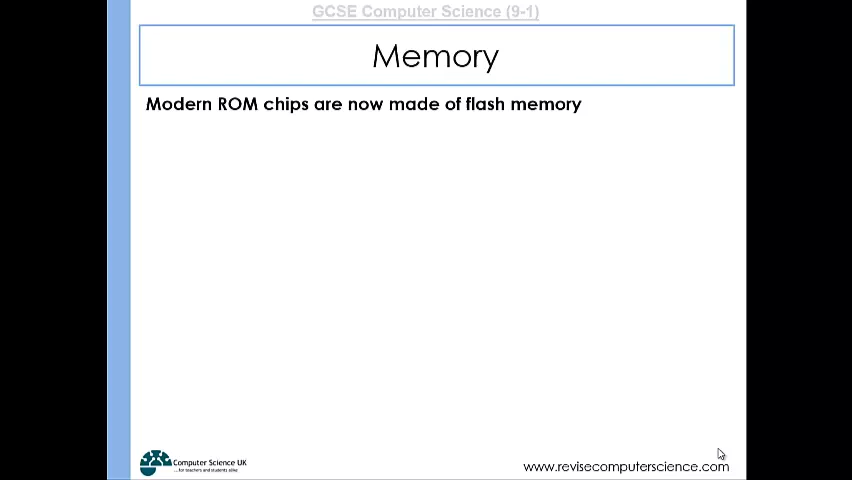 GCSE Computer Science (9-1)
Memory
Modern ROM chips are now made of flash memory
Computer Science UK
...for teachers and students alike
www.revisecomputerscience.com